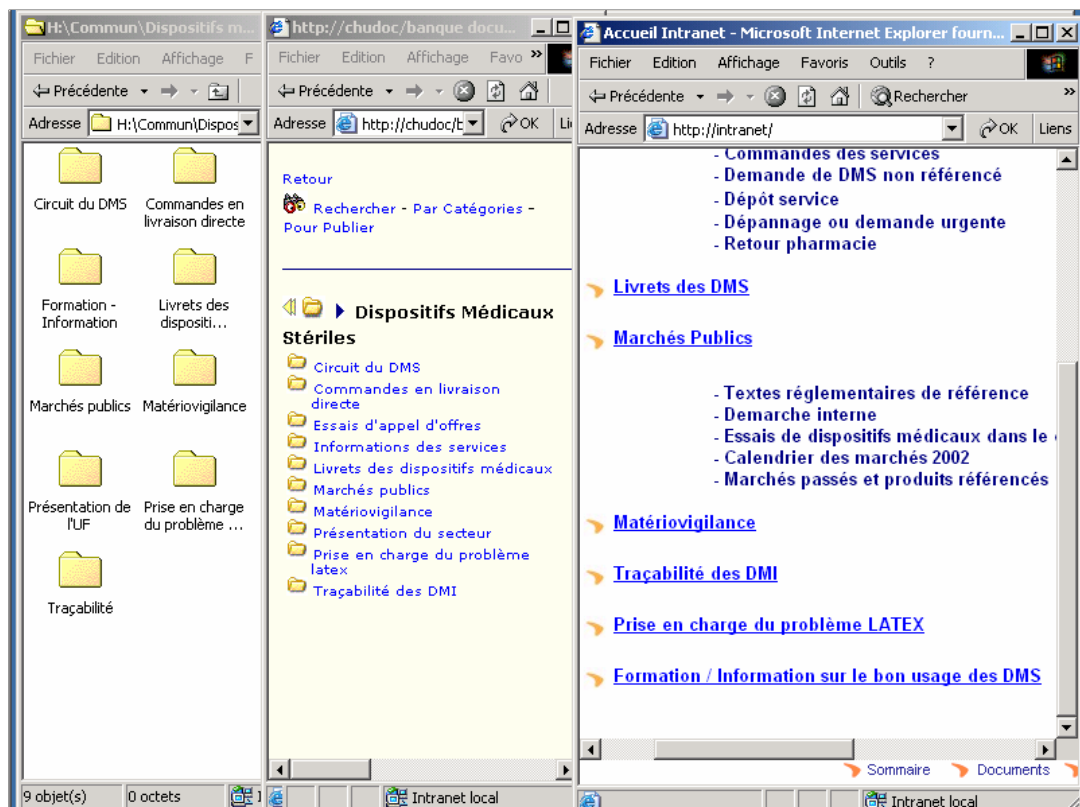 H:\Commun\Dispositifs m...
Fichier Edition Affichage F
Précédente
Adresse H:\Commun\Dispos
Circuit du DMS
Commandes en
livraison directe
Formation -
Information
Livrets des
dispositi...
Marchés publics
Matériovigilance
Présentation de
l'UF
Prise en charge
du problème ...
Traçabilité
9 objet(s) 0 octets
http://chudoc/banque docu...
Fichier Edition Affichage Favo »
Précédente
Adresse http://chudoc/b OK Li
Retour
Rechercher - Par Catégories -
Pour Publier
Dispositifs Médicaux
Stériles
Circuit du DMS
Commandes en livraison
directe
Essais d'appel d'offres
Informations des services
Livrets des dispositifs médicaux
Marchés publics
Matériovigilance
Présentation du secteur
Prise en charge du problème
latex
Traçabilité des DMI
Intranet local
Accueil Intranet - Microsoft Internet Explorer fourn...
Fichier Edition Affichage Favoris Outils ?
Précédente Rechercher »
Adresse http://intranet/ OK Liens
- Commandes des services
- Demande de DMS non référencé
- Dépôt service
- Dépannage ou demande urgente
- Retour pharmacie
Livrets des DMS
Marchés Publics
- Textes réglementaires de référence
- Demarche interne
- Essais de dispositifs médicaux dans le
- Calendrier des marchés 2002
- Marchés passés et produits référencés
Matériovigilance
Traçabilité des DMI
Prise en charge du problème LATEX
Formation / Information sur le bon usage des DMS
Sommaire Documents
Intranet local